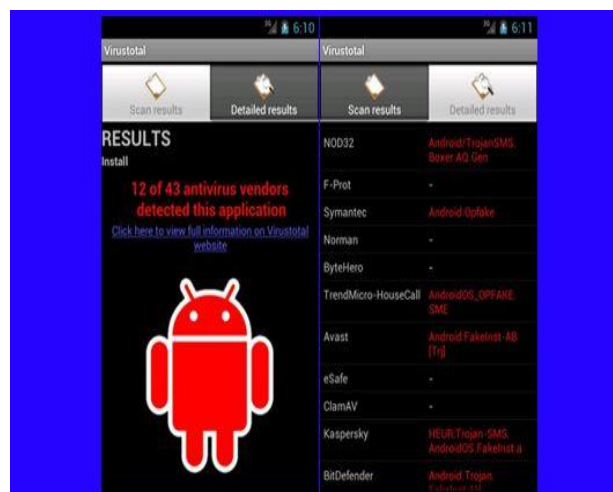 6:10
Virustotal
Scan results
Detailed results
RESULTS
Install
12 of 43 antivirus vendors
detected this application
Click here to view full information on Virustotal
website
6:11
Virustotal
Scan results
Detailed results
NOD32 Android/TrojanSMS.
Boxer.AQ.Gen
F-Prot -
Symantec Android.Opfake
Norman -
ByteHero -
TrendMicro-HouseCall AndroidOS_OPFAKE.
SME
Avast Android:FakeInst-AB
[Trj]
eSafe -
ClamAV -
Kaspersky HEUR:Trojan-SMS.
AndroidOS.FakeInst.a
BitDefender Android.Trojan.